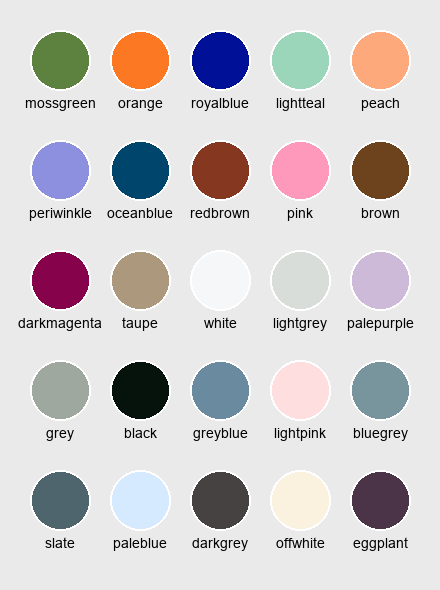 mossgreen orange royalblue lightteal peach
periwinkle oceanblue redbrown pink brown
darkmagenta taupe white lightgrey palepurple
grey black greyblue lightpink bluegrey
slate paleblue darkgrey offwhite eggplant